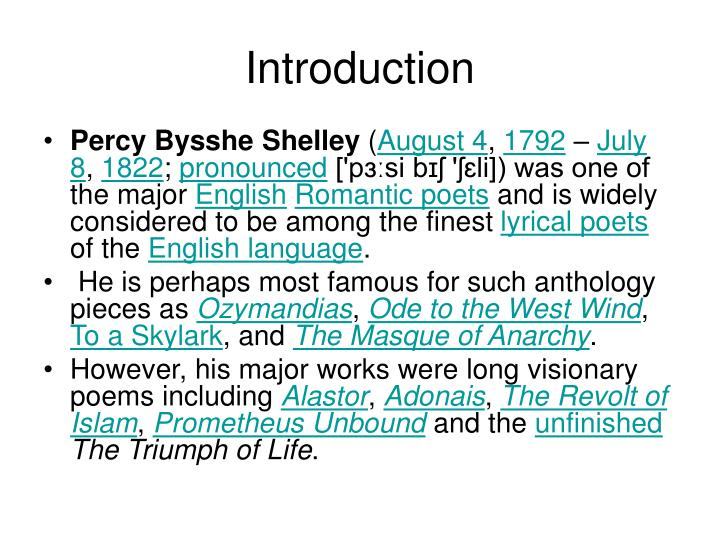 Introduction
• Percy Bysshe Shelley (August 4, 1792 – July
8, 1822; pronounced ['pɜːsi bɪʃ 'ʃɛli]) was one of
the major English Romantic poets and is widely
considered to be among the finest lyrical poets
of the English language.
• He is perhaps most famous for such anthology
pieces as Ozymandias, Ode to the West Wind,
To a Skylark, and The Masque of Anarchy.
• However, his major works were long visionary
poems including Alastor, Adonais, The Revolt of
Islam, Prometheus Unbound and the unfinished
The Triumph of Life.